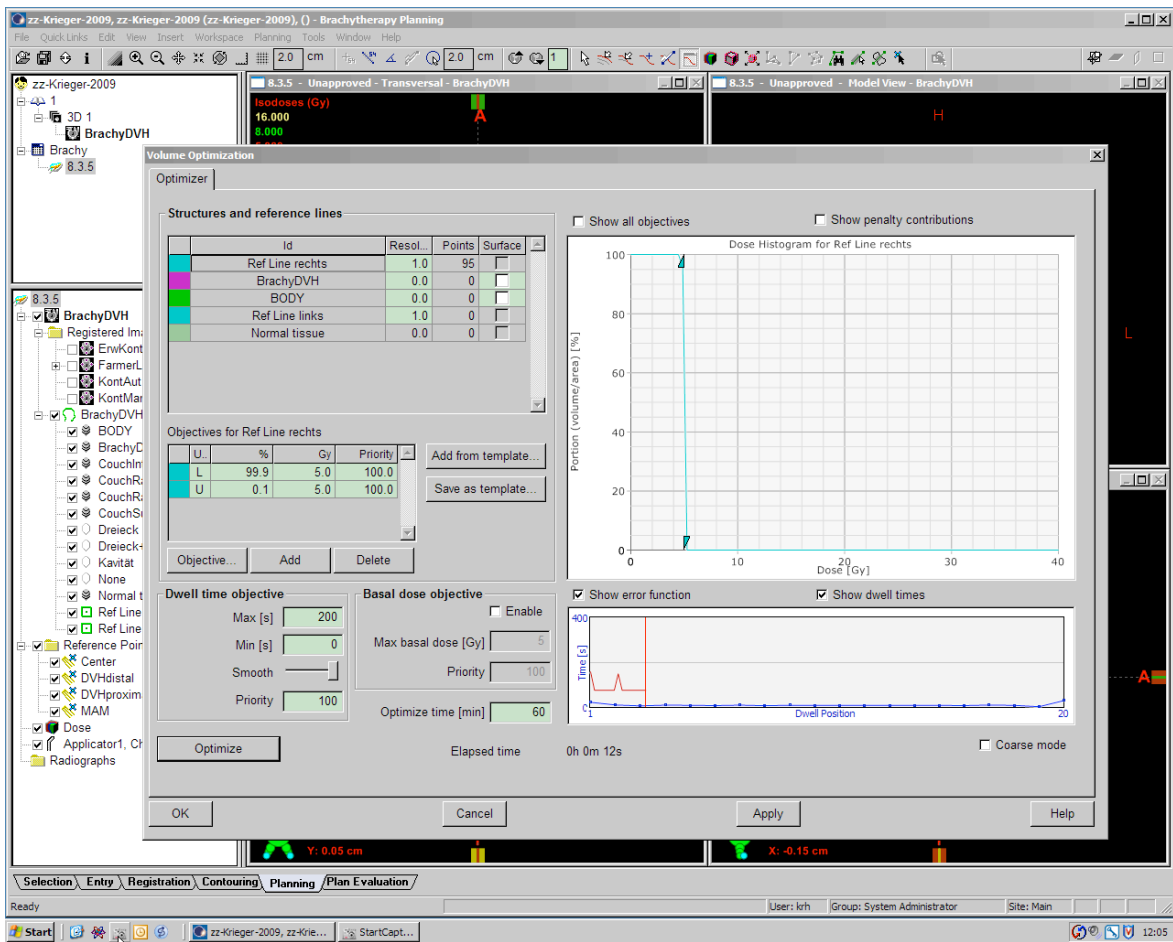 zz-Krieger-2009, zz-Krieger-2009 (zz-Krieger-2009), () - Brachytherapy Planning
File Quick Links Edit View Insert Workspace Planning Tools Window Help
2.0 cm 2.0 cm 1
zz-Krieger-2009
1
3D 1
BrachyDVH
Brachy
8.3.5
8.3.5 - Unapproved - Transversal - BrachyDVH
Isodoses (Gy)
16.000
8.000
A
8.3.5 - Unapproved - Model View - BrachyDVH
H
L
A
8.3.5
BrachyDVH
Registered Ima
ErwKont
FarmerL
KontAut
KontMar
BrachyDVH
BODY
BrachyD
CouchIn
CouchRa
CouchRa
CouchSu
Dreieck
Dreieck+
Kavität
None
Normal t
Ref Line
Ref Line
Reference Poin
Center
DVHdistal
DVHproxim
MAM
Dose
Applicator1, Ch
Radiographs
Volume Optimization
Optimizer
Structures and reference lines
Id Resol... Points Surface
Ref Line rechts 1.0 95
BrachyDVH 0.0 0
BODY 0.0 0
Ref Line links 1.0 0
Normal tissue 0.0 0
Objectives for Ref Line rechts
U.. % Gy Priority
L 99.9 5.0 100.0
U 0.1 5.0 100.0
Add from template...
Save as template...
Objective... Add Delete
Dwell time objective
Max [s] 200
Min [s] 0
Smooth
Priority 100
Basal dose objective
Enable
Max basal dose [Gy] 5
Priority 100
Optimize time [min] 60
Optimize
Elapsed time 0h 0m 12s
Show all objectives
Show penalty contributions
Dose Histogram for Ref Line rechts
Portion (volume/area) [%]
100
80
60
40
20
0
0 10 20 30 40
Dose [Gy]
Show error function
Show dwell times
400
Time [s]
0
1 Dwell Position 20
Coarse mode
OK Cancel Apply Help
Y: 0.05 cm
X: -0.15 cm
Selection Entry Registration Contouring Planning Plan Evaluation
Ready
User: krh Group: System Administrator Site: Main
Start zz-Krieger-2009, zz-Krie... StartCapt... 12:05